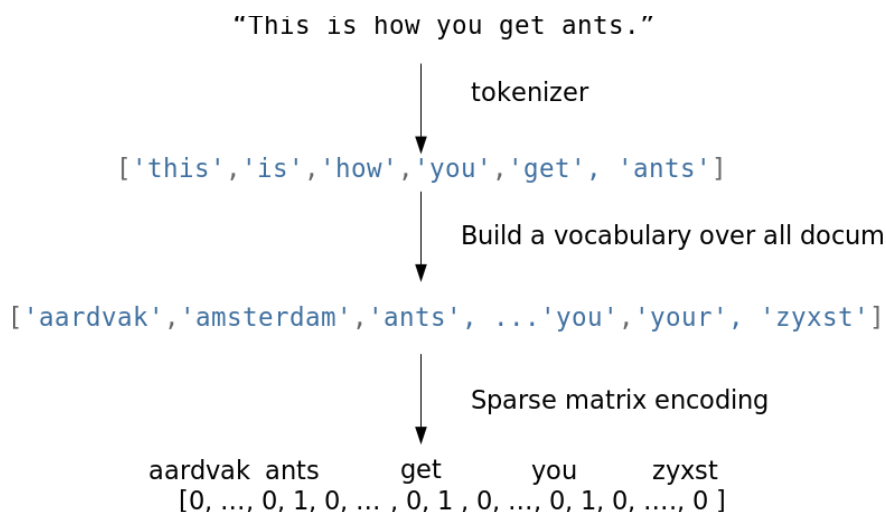 “This is how you get ants.”
tokenizer
['this','is','how','you','get', 'ants']
Build a vocabulary over all docum
['aardvak','amsterdam','ants', ...'you','your', 'zyxst']
Sparse matrix encoding
aardvak ants get you zyxst
[0, …, 0, 1, 0, … , 0, 1 , 0, …, 0, 1, 0, …., 0 ]